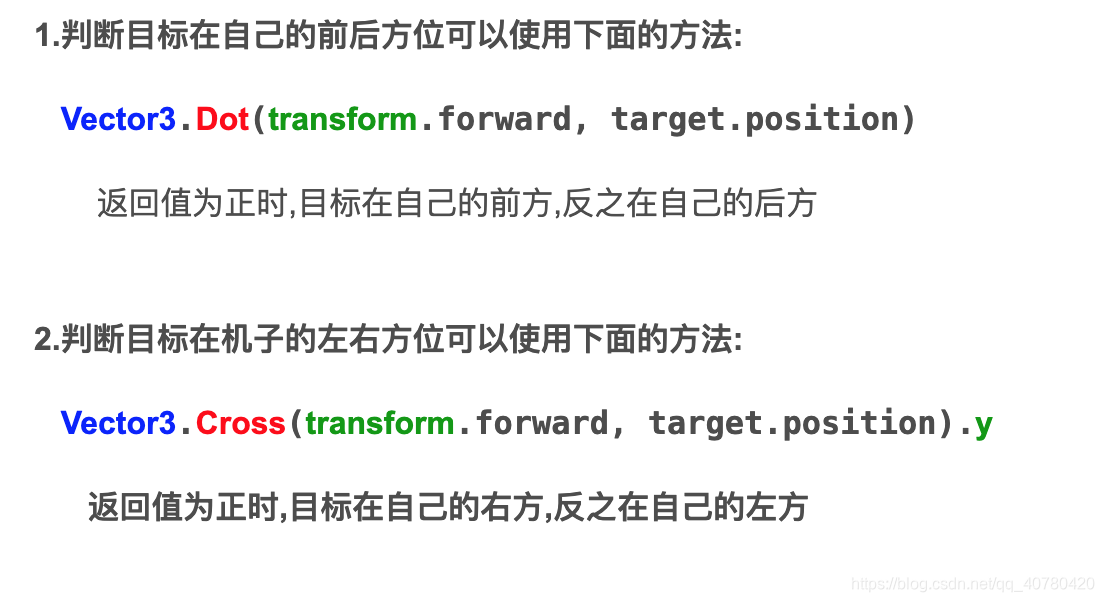 1.判断目标在自己的前后方位可以使用下面的方法:
Vector3.Dot(transform.forward, target.position)
返回值为正时,目标在自己的前方,反之在自己的后方
2.判断目标在机子的左右方位可以使用下面的方法:
Vector3.Cross(transform.forward, target.position).y
返回值为正时,目标在自己的右方,反之在自己的左方
https://blog.csdn.net/qq_40780420